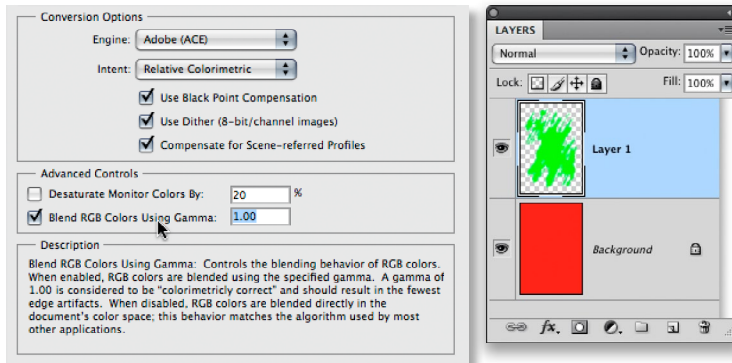 Conversion Options
Engine: Adobe (ACE)
Intent: Relative Colorimetric
Use Black Point Compensation
Use Dither (8-bit/channel images)
Compensate for Scene-referred Profiles
Advanced Controls
Desaturate Monitor Colors By: 20 %
Blend RGB Colors Using Gamma: 1.00
Description
Blend RGB Colors Using Gamma: Controls the blending behavior of RGB colors.
When enabled, RGB colors are blended using the specified gamma. A gamma of
1.00 is considered to be "colorimetricly correct" and should result in the fewest
edge artifacts. When disabled, RGB colors are blended directly in the
document's color space; this behavior matches the algorithm used by most
other applications.
LAYERS
Normal Opacity: 100%
Lock: Fill: 100%
Layer 1
Background
fx.